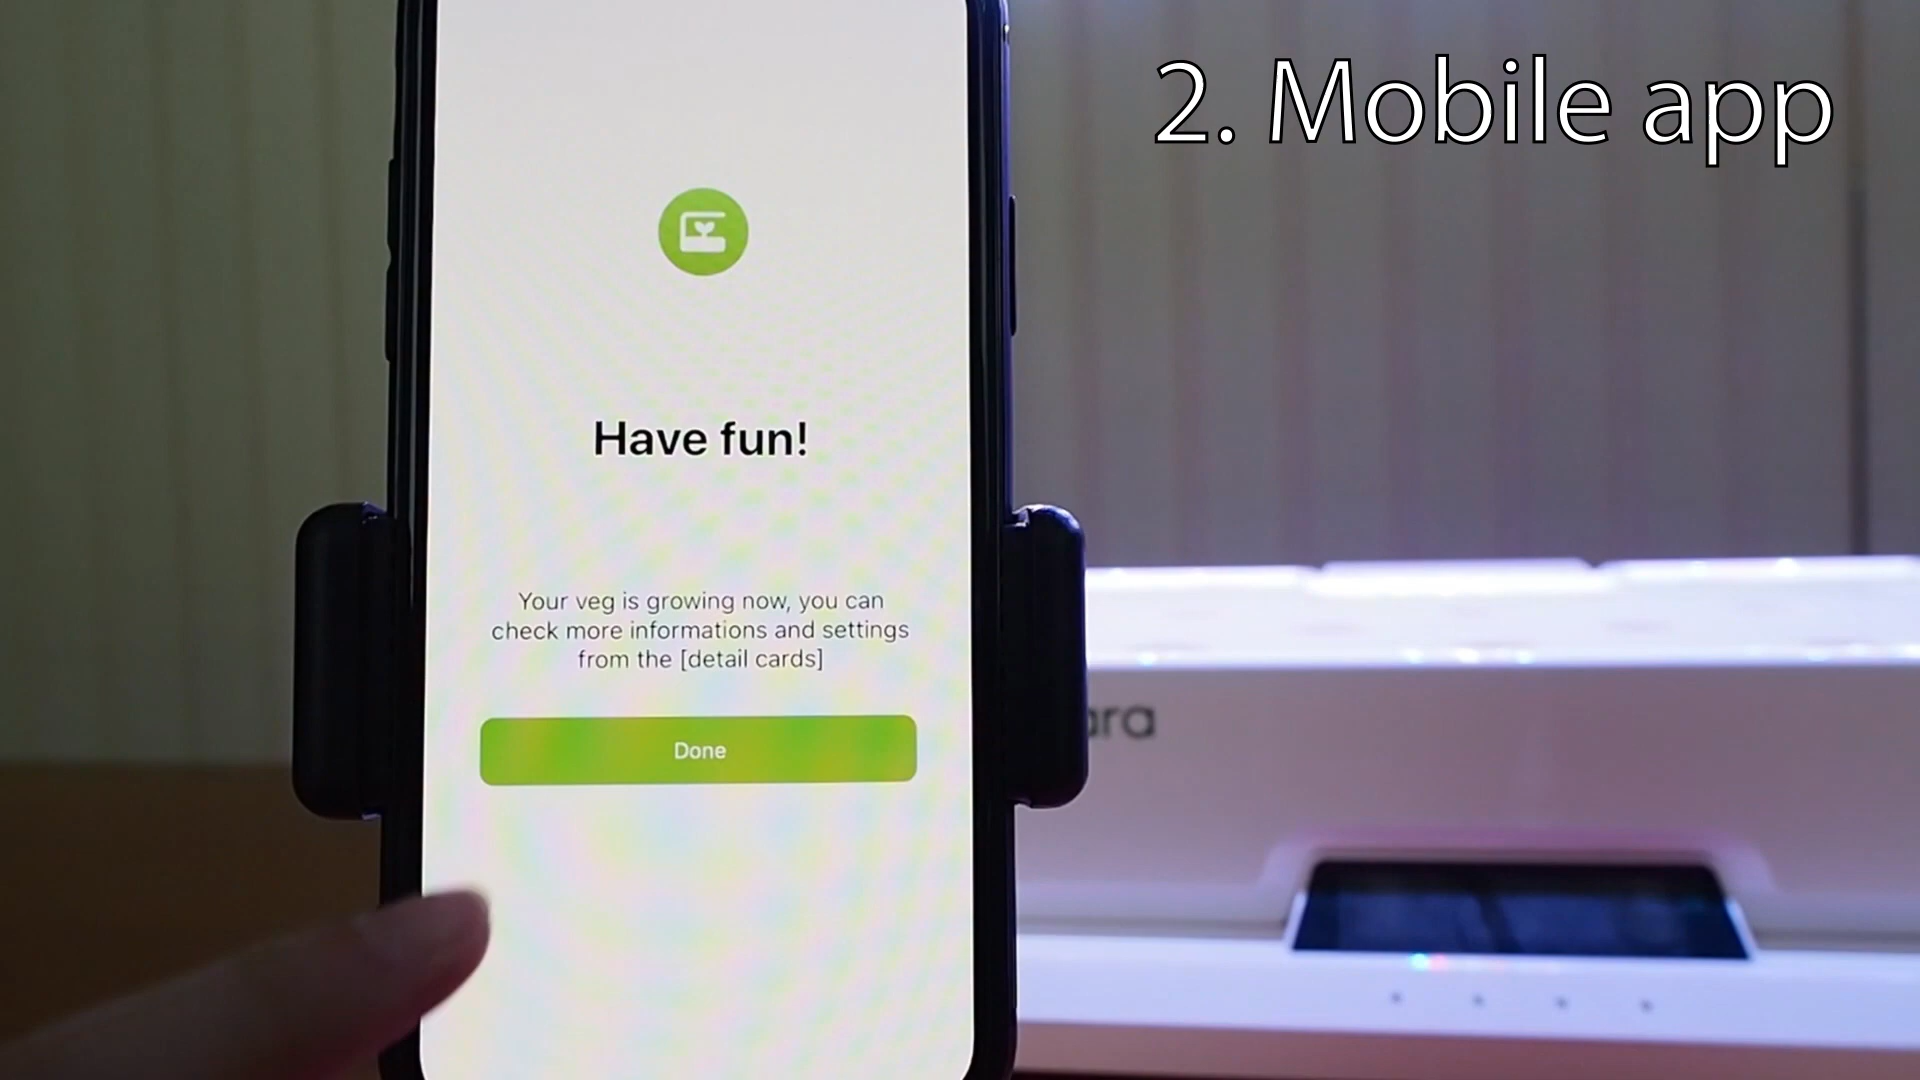 2. Mobile app
Have fun!
Your veg is growing now, you can
check more informations and settings
from the [detail cards]
Done
ara